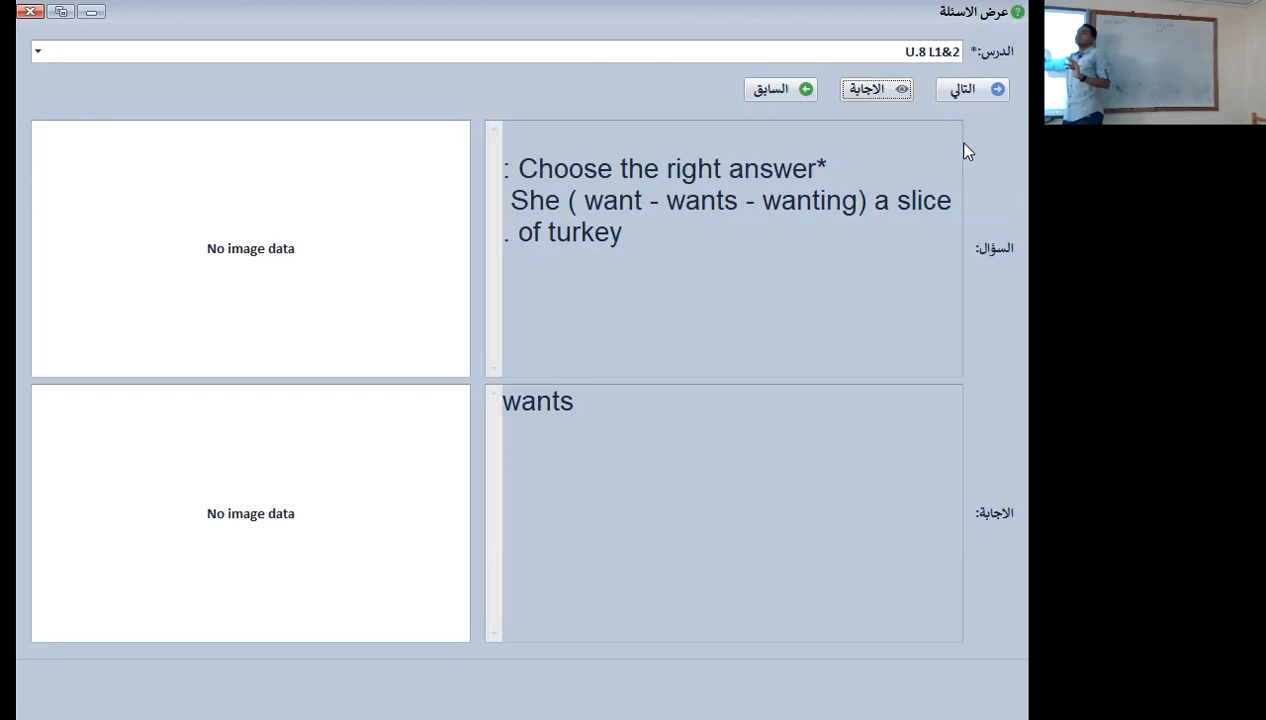 عرض الاسئلة
الدرس:*
U.8 L1&2
التالي
الاجابة
السابق
: Choose the right answer*
She ( want - wants - wanting) a slice
. of turkey
السؤال:
No image data
wants
الاجابة:
No image data